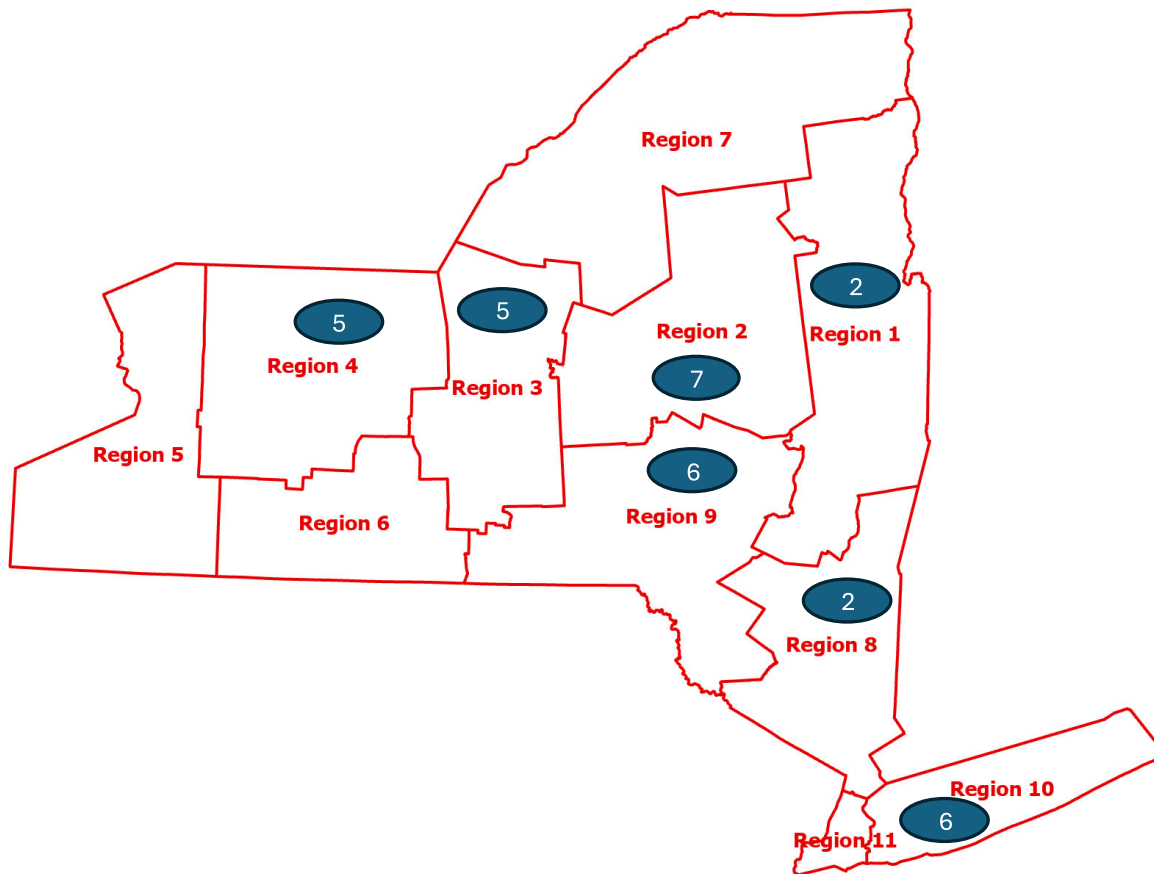 Region 7
2
5
5
Region 2
Region 1
Region 4
7
Region 3
Region 5
6
Region 9
Region 6
2
Region 8
Region 10
6
Region 11